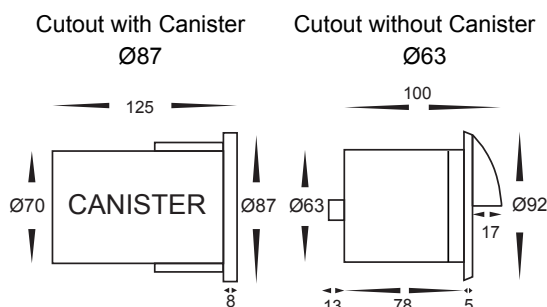 Cutout with Canister
Ø87
125
Ø70
CANISTER
Ø87
8
Cutout without Canister
Ø63
100
Ø63
Ø92
17
13
78
5